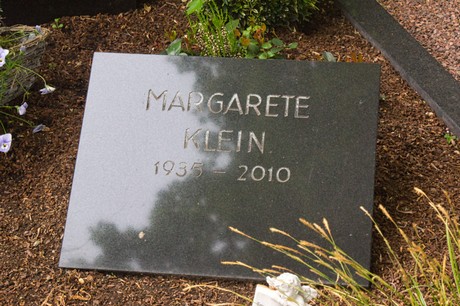 MARGARETE
KLEIN
1935 - 2010